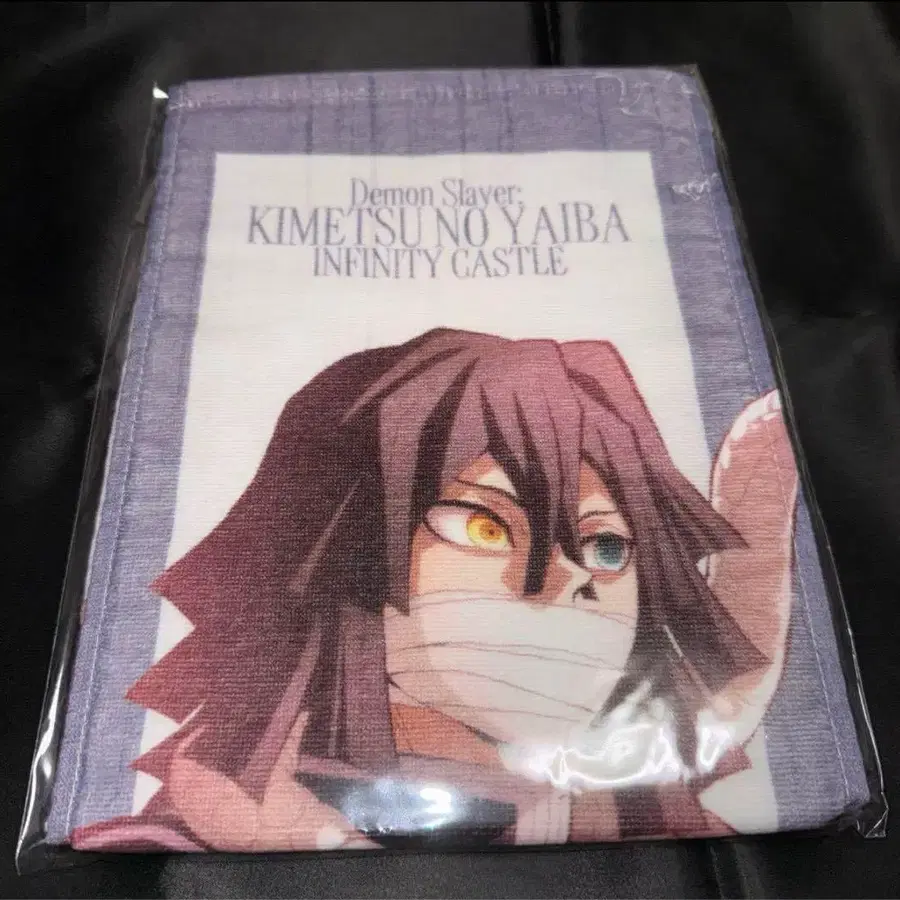 Demon Slayer:
KIMETSU NO YAIBA
INFINITY CASTLE